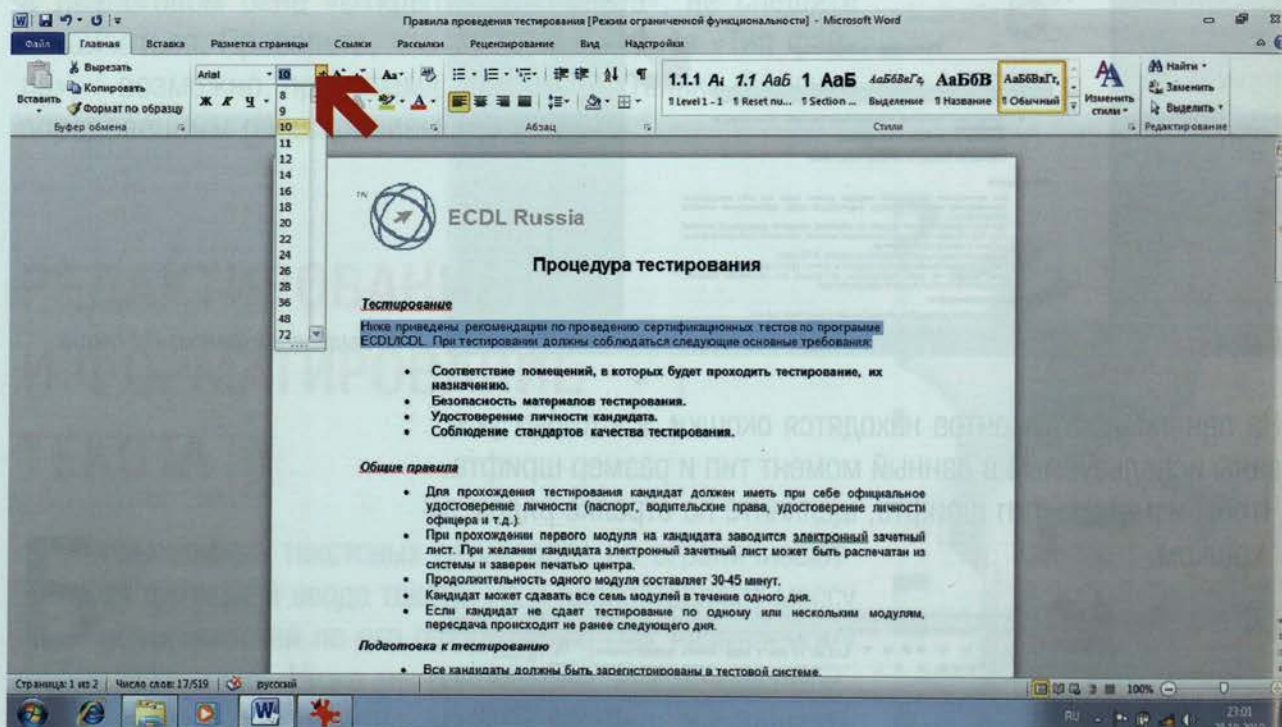 Правила проведения тестирования [Режим ограниченной функциональности] - Microsoft Word
Файл Главная Вставка Разметка страницы Ссылки Рассылки Рецензирование Вид Надстройки
Вставить
Вырезать
Копировать
Формат по образцу
Буфер обмена
Arial 10
Ж К Ч
Aa
А
Абзац
1.1.1 Аа 1.1 АаБ 1 АаБ АаБбВвГг, АаБбВ АаБбВвГг,
¶ Level 1 - 1 ¶ Reset nu... ¶ Section ... Выделение ¶ Название ¶ Обычный
Изменить стили
Стили
Найти
Заменить
Выделить
Редактирование
8
9
10
11
12
14
16
18
20
22
24
26
28
36
48
72
TM
ECDL Russia
Процедура тестирования
Тестирование
Ниже приведены рекомендации по проведению сертификационных тестов по программе
ECDL/ICDL. При тестировании должны соблюдаться следующие основные требования:
• Соответствие помещений, в которых будет проходить тестирование, их
назначению.
• Безопасность материалов тестирования.
• Удостоверение личности кандидата.
• Соблюдение стандартов качества тестирования.
Общие правила
• Для прохождения тестирования кандидат должен иметь при себе официальное
удостоверение личности (паспорт, водительские права, удостоверение личности
офицера и т.д.).
• При прохождении первого модуля на кандидата заводится электронный зачетный
лист. При желании кандидата электронный зачетный лист может быть распечатан из
системы и заверен печатью центра.
• Продолжительность одного модуля составляет 30-45 минут.
• Кандидат может сдавать все семь модулей в течение одного дня.
• Если кандидат не сдает тестирование по одному или нескольким модулям,
пересдача происходит не ранее следующего дня.
Подготовка к тестированию
• Все кандидаты должны быть зарегистрированы в тестовой системе.
Страница: 1 из 2 Число слов: 17/519 русский 100%
RU 23:01